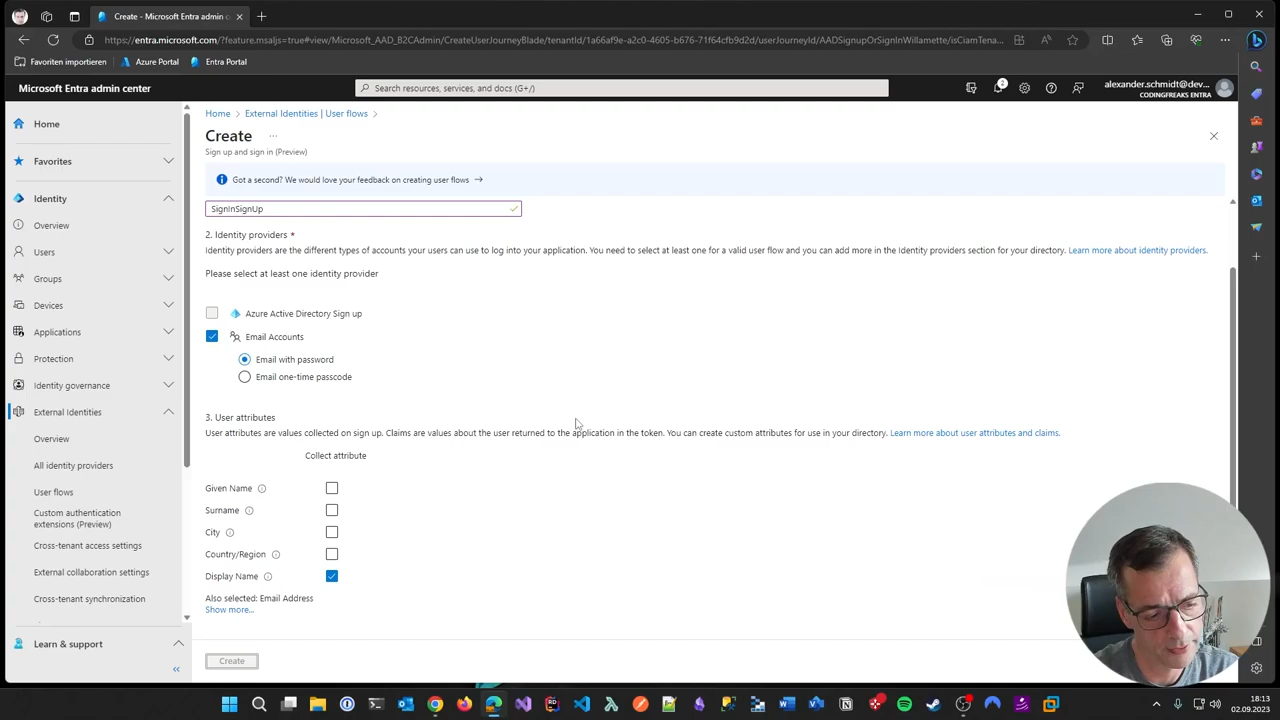 Create - Microsoft Entra admin c
https://entra.microsoft.com/?feature.msaljs=true#view/Microsoft_AAD_B2CAdmin/CreateUserJourneyBlade/tenantId/1a66af9e-a2c0-4605-b676-71f64cfb9d2d/userJourneyId/AADSignupOrSignInWillamette/isCiamTena...
Favoriten importieren
Azure Portal
Entra Portal
Microsoft Entra admin center
Search resources, services, and docs (G+/)
2
alexander.schmidt@dev...
CODINGFREAKS ENTRA
Home
Favorites
Identity
Overview
Users
Groups
Devices
Applications
Protection
Identity governance
External Identities
Overview
All identity providers
User flows
Custom authentication
extensions (Preview)
Cross-tenant access settings
External collaboration settings
Cross-tenant synchronization
Learn & support
Home > External Identities | User flows >
Create ...
Sign up and sign in (Preview)
Got a second? We would love your feedback on creating user flows →
SignInSignUp
2. Identity providers *
Identity providers are the different types of accounts your users can use to log into your application. You need to select at least one for a valid user flow and you can add more in the Identity providers section for your directory. Learn more about identity providers.
Please select at least one identity provider
Azure Active Directory Sign up
Email Accounts
Email with password
Email one-time passcode
3. User attributes
User attributes are values collected on sign up. Claims are values about the user returned to the application in the token. You can create custom attributes for use in your directory. Learn more about user attributes and claims.
Collect attribute
Given Name
Surname
City
Country/Region
Display Name
Also selected: Email Address
Show more...
Create
18:13
02.09.2023